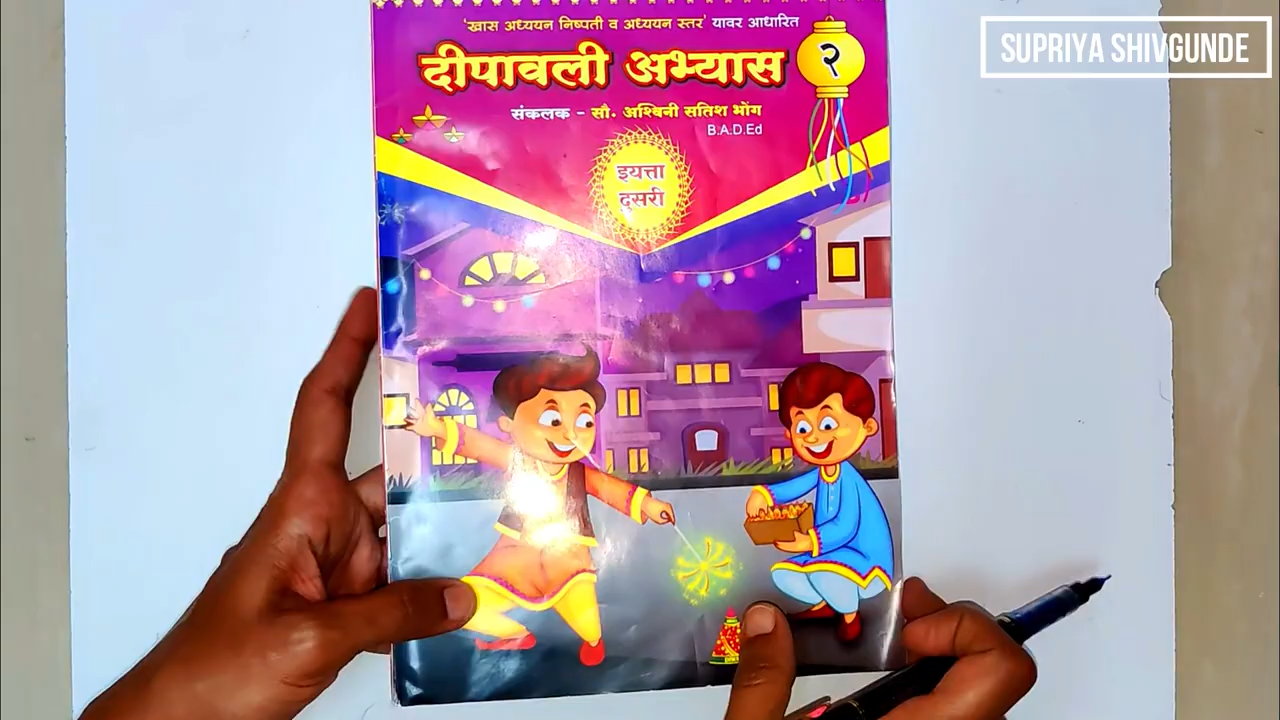 SUPRIYA SHIVGUNDE
'खास अध्ययन निष्पती व अध्ययन स्तर' यावर आधारित
दीपावली अभ्यास
२
संकलक - सौ. अश्विनी सतिश भोंग
B.A.D.Ed
इयत्ता
दुसरी